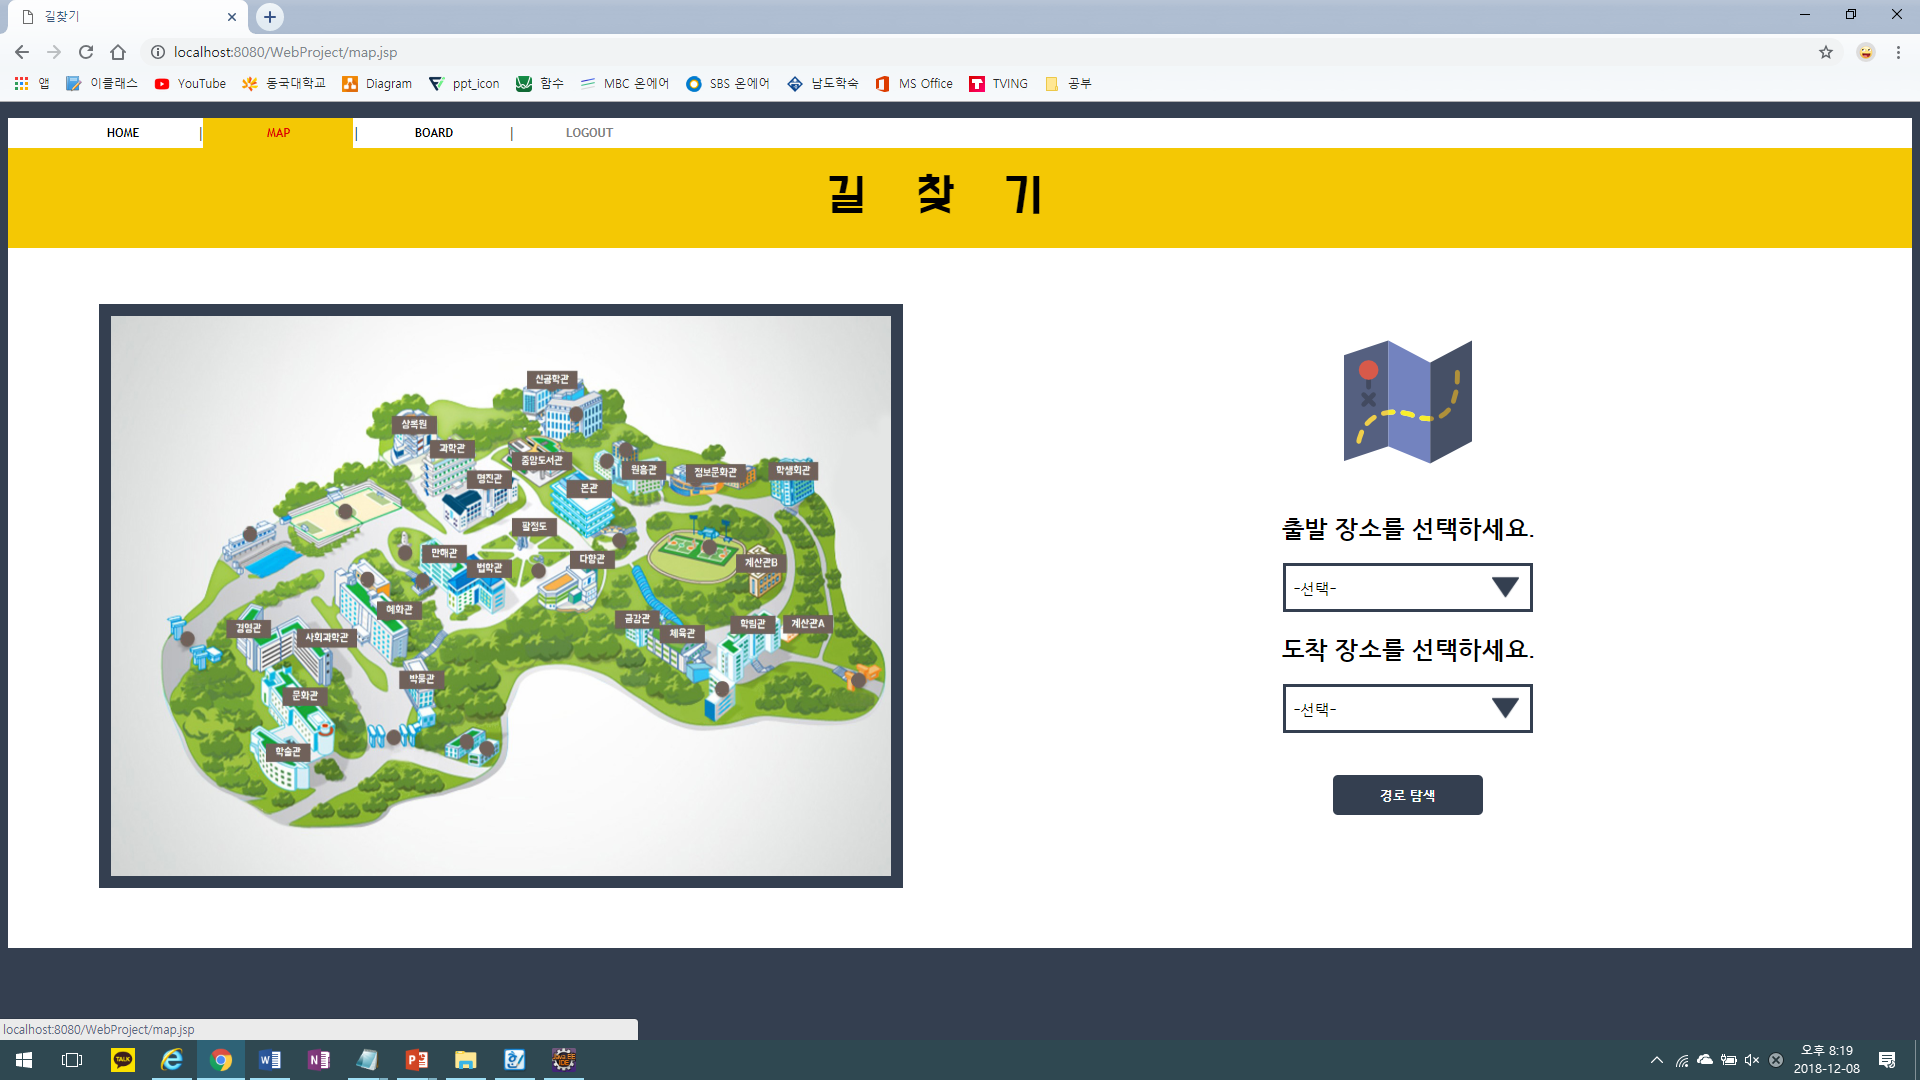 길찾기
localhost:8080/WebProject/map.jsp
앱 이클래스 YouTube 동국대학교 Diagram ppt_icon 함수 MBC 온에어 SBS 온에어 남도학숙 MS Office TVING 공부
HOME | MAP | BOARD | LOGOUT
길 찾 기
신공학관
상록원
과학관
중앙도서관
원흥관
정보문화관
학생회관
명진관
본관
팔정도
만해관
법학관
다향관
계산관B
혜화관
금강관
체육관
학림관
계산관A
경영관
사회과학관
박물관
문화관
학술관
출발 장소를 선택하세요.
-선택-
도착 장소를 선택하세요.
-선택-
경로 탐색
localhost:8080/WebProject/map.jsp
TALK
오후 8:19
2018-12-08